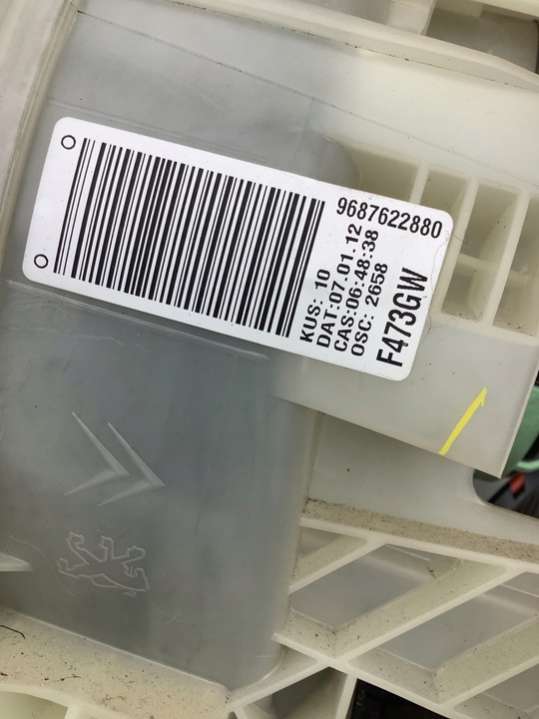 9687622880
KUS: 10
DAT:07.01.12
CAS:06:48:38
OSC: 2658
F473GW